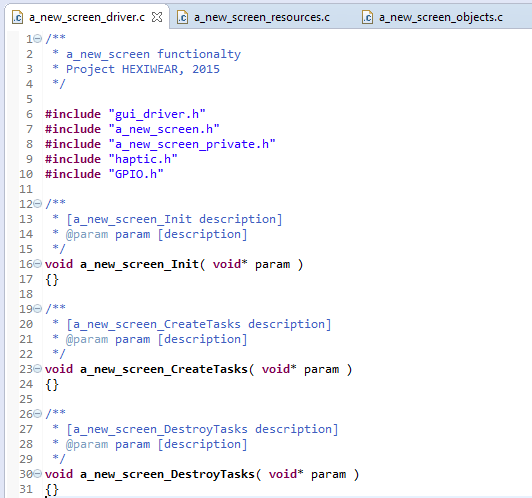 a_new_screen_driver.c a_new_screen_resources.c a_new_screen_objects.c
1 /**
2 * a_new_screen functionalty
3 * Project HEXIWEAR, 2015
4 */
5
6 #include "gui_driver.h"
7 #include "a_new_screen.h"
8 #include "a_new_screen_private.h"
9 #include "haptic.h"
10 #include "GPIO.h"
11
12 /**
13 * [a_new_screen_Init description]
14 * @param param [description]
15 */
16 void a_new_screen_Init( void* param )
17 {}
18
19 /**
20 * [a_new_screen_CreateTasks description]
21 * @param param [description]
22 */
23 void a_new_screen_CreateTasks( void* param )
24 {}
25
26 /**
27 * [a_new_screen_DestroyTasks description]
28 * @param param [description]
29 */
30 void a_new_screen_DestroyTasks( void* param )
31 {}